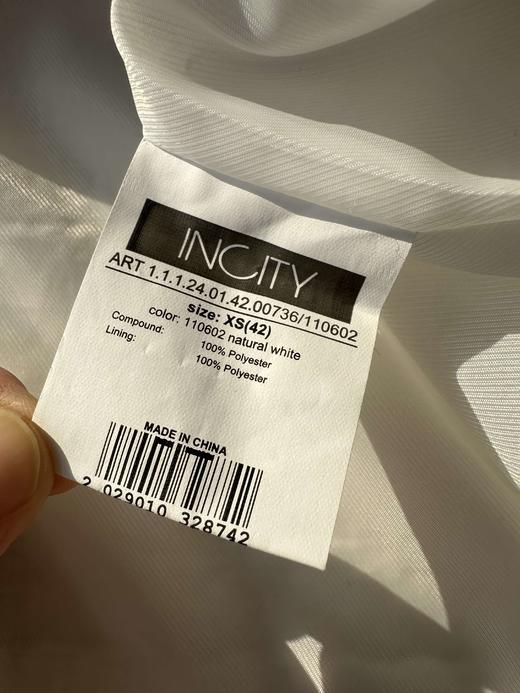 INCITY
ART 1.1.1.24.01.42.00736/110602
size: XS(42)
color: 110602 natural white
Compound: 100% Polyester
Lining: 100% Polyester
MADE IN CHINA
2 029010 328742